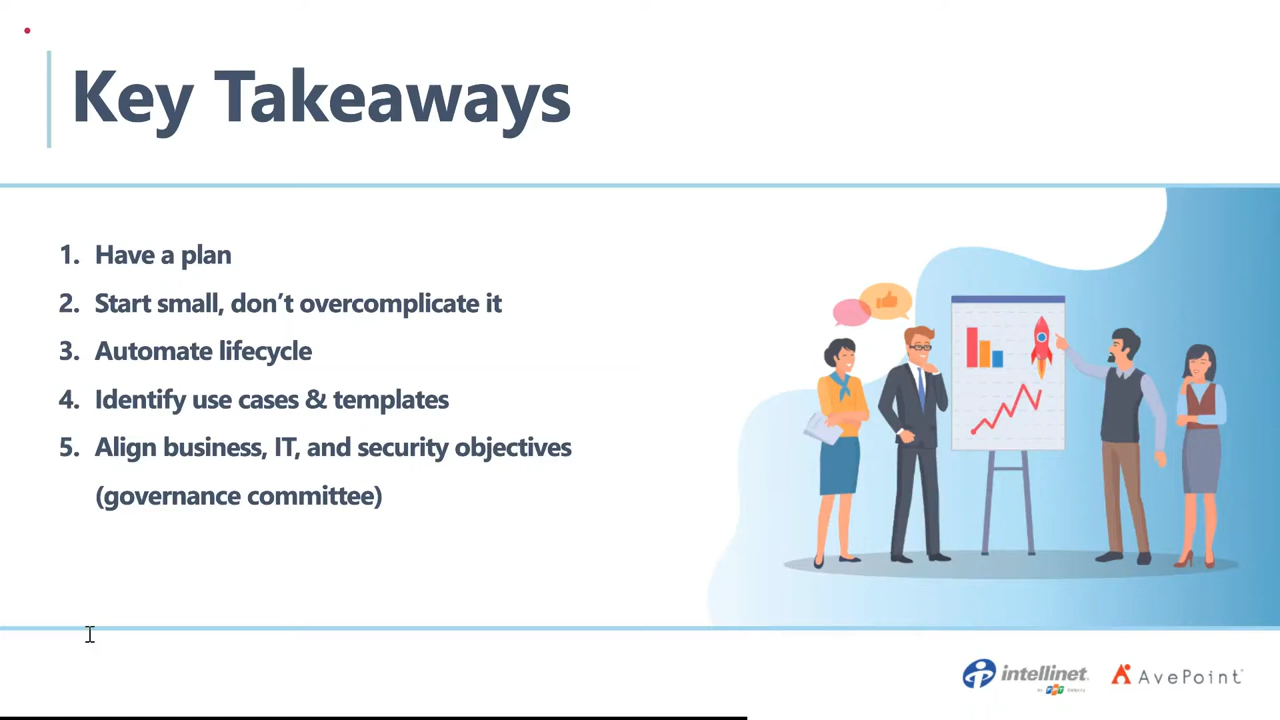 Key Takeaways
1. Have a plan
2. Start small, don’t overcomplicate it
3. Automate lifecycle
4. Identify use cases & templates
5. Align business, IT, and security objectives
(governance committee)
intellinet
FPT
AvePoint